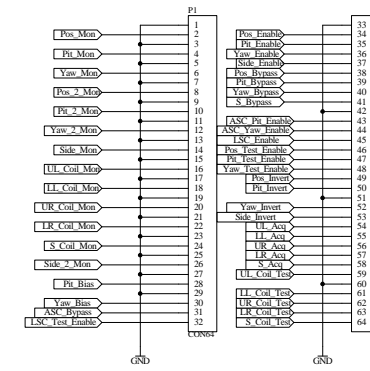 P1
1
Pos_Mon 2
3
Pit_Mon 4
5
Yaw_Mon 6
7
Pos_2_Mon 8
9
Pit_2_Mon 10
11
Yaw_2_Mon 12
13
Side_Mon 14
15
UL_Coil_Mon 16
17
LL_Coil_Mon 18
19
UR_Coil_Mon 20
21
LR_Coil_Mon 22
23
S_Coil_Mon 24
25
Side_2_Mon 26
27
Pit_Bias 28
29
Yaw_Bias 30
ASC_Bypass 31
LSC_Test_Enable 32
CON64
GND
33
Pos_Enable 34
Pit_Enable 35
Yaw_Enable 36
Side_Enable 37
Pos_Bypass 38
Pit_Bypass 39
Yaw_Bypass 40
S_Bypass 41
42
ASC_Pit_Enable 43
ASC_Yaw_Enable 44
LSC_Enable 45
Pos_Test_Enable 46
Pit_Test_Enable 47
Yaw_Test_Enable 48
Pos_Invert 49
Pit_Invert 50
51
Yaw_Invert 52
Side_Invert 53
UL_Acq 54
LL_Acq 55
UR_Acq 56
LR_Acq 57
S_Acq 58
UL_Coil_Test 59
60
LL_Coil_Test 61
UR_Coil_Test 62
LR_Coil_Test 63
S_Coil_Test 64
GND